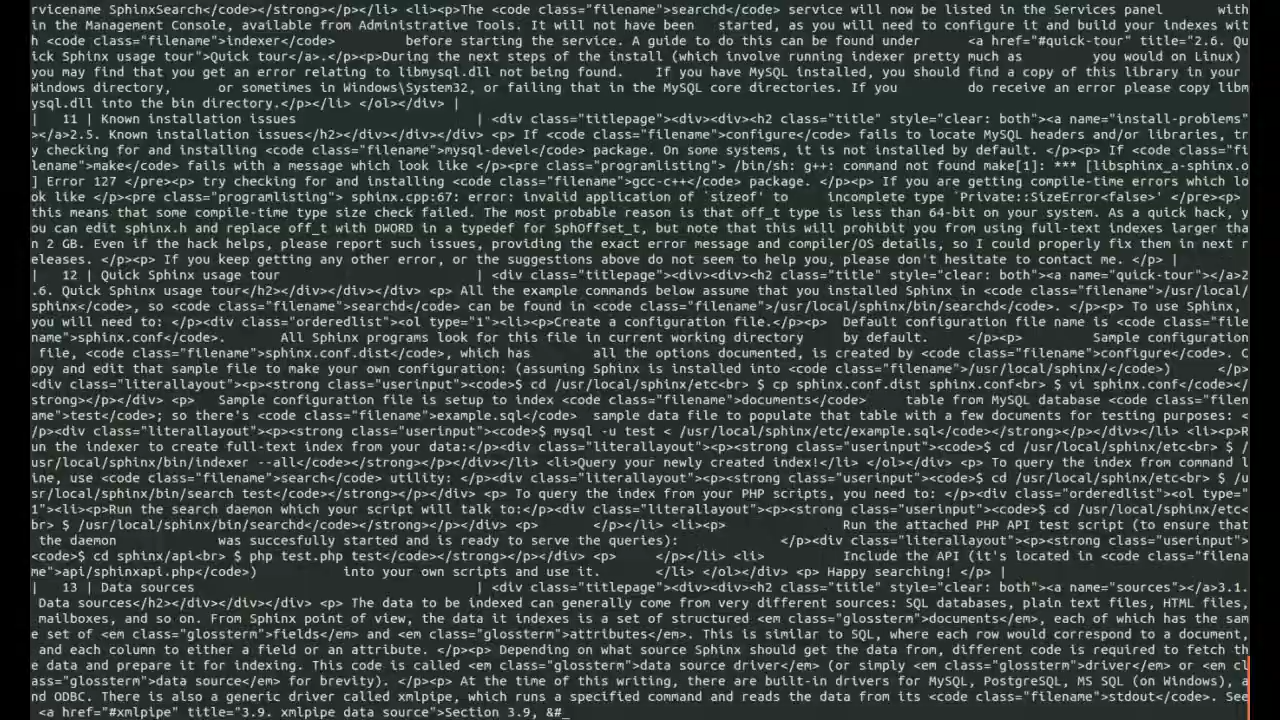 rvicename SphinxSearch</code></strong></p></li> <li><p>The <code class="filename">searchd</code> service will now be listed in the Services panel       with
in the Management Console, available from Administrative Tools. It will not have been   started, as you will need to configure it and build your indexes wit
h <code class="filename">indexer</code>         before starting the service. A guide to do this can be found under      <a href="#quick-tour" title="2.6. Qu
ick Sphinx usage tour">Quick tour</a>.</p><p>During the next steps of the install (which involve running indexer pretty much as         you would on Linux)
you may find that you get an error relating to libmysql.dll not being found.    If you have MySQL installed, you should find a copy of this library in your
Windows directory,      or sometimes in Windows\System32, or failing that in the MySQL core directories. If you         do receive an error please copy libm
ysql.dll into the bin directory.</p></li> </ol></div> |
|   11 | Known installation issues                       | <div class="titlepage"><div><div><h2 class="title" style="clear: both"><a name="install-problems"
></a>2.5. Known installation issues</h2></div></div></div> <p> If <code class="filename">configure</code> fails to locate MySQL headers and/or libraries, tr
y checking for and installing <code class="filename">mysql-devel</code> package. On some systems, it is not installed by default. </p><p> If <code class="fi
lename">make</code> fails with a message which look like </p><pre class="programlisting"> /bin/sh: g++: command not found make[1]: *** [libsphinx_a-sphinx.o
] Error 127 </pre><p> try checking for and installing <code class="filename">gcc-c++</code> package. </p><p> If you are getting compile-time errors which lo
ok like </p><pre class="programlisting"> sphinx.cpp:67: error: invalid application of `sizeof' to    incomplete type `Private::SizeError<false>' </pre><p>
this means that some compile-time type size check failed. The most probable reason is that off_t type is less than 64-bit on your system. As a quick hack, y
ou can edit sphinx.h and replace off_t with DWORD in a typedef for SphOffset_t, but note that this will prohibit you from using full-text indexes larger tha
n 2 GB. Even if the hack helps, please report such issues, providing the exact error message and compiler/OS details, so I could properly fix them in next r
eleases. </p><p> If you keep getting any other error, or the suggestions above do not seem to help you, please don't hesitate to contact me. </p> |
|   12 | Quick Sphinx usage tour                         | <div class="titlepage"><div><div><h2 class="title" style="clear: both"><a name="quick-tour"></a>2
.6. Quick Sphinx usage tour</h2></div></div></div> <p> All the example commands below assume that you installed Sphinx in <code class="filename">/usr/local/
sphinx</code>, so <code class="filename">searchd</code> can be found in <code class="filename">/usr/local/sphinx/bin/searchd</code>. </p><p> To use Sphinx,
you will need to: </p><div class="orderedlist"><ol type="1"><li><p>Create a configuration file.</p><p>  Default configuration file name is <code class="file
name">sphinx.conf</code>.       All Sphinx programs look for this file in current working directory     by default.     </p><p>         Sample configuration
 file, <code class="filename">sphinx.conf.dist</code>, which has        all the options documented, is created by <code class="filename">configure</code>. C
opy and edit that sample file to make your own configuration: (assuming Sphinx is installed into <code class="filename">/usr/local/sphinx/</code>)      </p>
<div class="literallayout"><p><strong class="userinput"><code>$ cd /usr/local/sphinx/etc<br> $ cp sphinx.conf.dist sphinx.conf<br> $ vi sphinx.conf</code></
strong></p></div> <p>   Sample configuration file is setup to index <code class="filename">documents</code>     table from MySQL database <code class="filen
ame">test</code>; so there's <code class="filename">example.sql</code>  sample data file to populate that table with a few documents for testing purposes: <
/p><div class="literallayout"><p><strong class="userinput"><code>$ mysql -u test < /usr/local/sphinx/etc/example.sql</code></strong></p></div></li> <li><p>R
un the indexer to create full-text index from your data:</p><div class="literallayout"><p><strong class="userinput"><code>$ cd /usr/local/sphinx/etc<br> $ /
usr/local/sphinx/bin/indexer --all</code></strong></p></div></li> <li>Query your newly created index!</li> </ol></div> <p> To query the index from command l
ine, use <code class="filename">search</code> utility: </p><div class="literallayout"><p><strong class="userinput"><code>$ cd /usr/local/sphinx/etc<br> $ /u
sr/local/sphinx/bin/search test</code></strong></p></div> <p> To query the index from your PHP scripts, you need to: </p><div class="orderedlist"><ol type="
1"><li><p>Run the search daemon which your script will talk to:</p><div class="literallayout"><p><strong class="userinput"><code>$ cd /usr/local/sphinx/etc<
br> $ /usr/local/sphinx/bin/searchd</code></strong></p></div> <p>       </p></li> <li><p>               Run the attached PHP API test script (to ensure that
 the daemon             was succesfully started and is ready to serve the queries):             </p><div class="literallayout"><p><strong class="userinput">
<code>$ cd sphinx/api<br> $ php test.php test</code></strong></p></div> <p>     </p></li> <li>          Include the API (it's located in <code class="filena
me">api/sphinxapi.php</code>)           into your own scripts and use it.       </li> </ol></div> <p> Happy searching! </p> |
|   13 | Data sources                                    | <div class="titlepage"><div><div><h2 class="title" style="clear: both"><a name="sources"></a>3.1.
 Data sources</h2></div></div></div> <p> The data to be indexed can generally come from very different sources: SQL databases, plain text files, HTML files,
 mailboxes, and so on. From Sphinx point of view, the data it indexes is a set of structured <em class="glossterm">documents</em>, each of which has the sam
e set of <em class="glossterm">fields</em> and <em class="glossterm">attributes</em>. This is similar to SQL, where each row would correspond to a document,
 and each column to either a field or an attribute. </p><p> Depending on what source Sphinx should get the data from, different code is required to fetch th
e data and prepare it for indexing. This code is called <em class="glossterm">data source driver</em> (or simply <em class="glossterm">driver</em> or <em cl
ass="glossterm">data source</em> for brevity). </p><p> At the time of this writing, there are built-in drivers for MySQL, PostgreSQL, MS SQL (on Windows), a
nd ODBC. There is also a generic driver called xmlpipe, which runs a specified command and reads the data from its <code class="filename">stdout</code>. See
 <a href="#xmlpipe" title="3.9. xmlpipe data source">Section 3.9, &#_